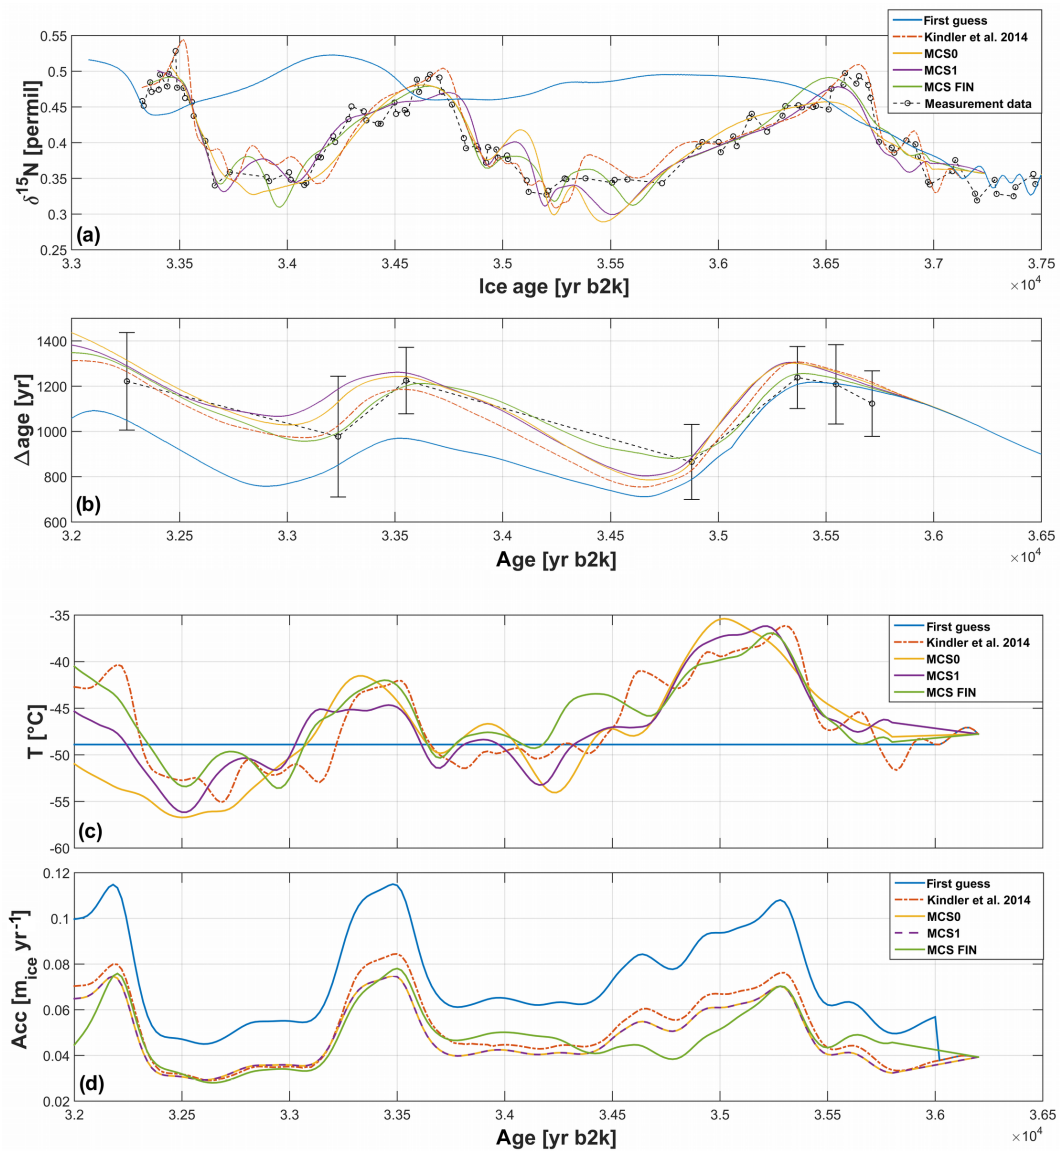 First guess
Kindler et al. 2014
MCS0
MCS1
MCS FIN
Measurement data
δ15N [permil]
0.55
0.5
0.45
0.4
0.35
0.3
0.25
(a)
3.3 3.35 3.4 3.45 3.5 3.55 3.6 3.65 3.7 3.75
Ice age [yr b2k]
×10⁴
Δage [yr]
1400
1200
1000
800
600
(b)
3.2 3.25 3.3 3.35 3.4 3.45 3.5 3.55 3.6 3.65
Age [yr b2k]
×10⁴
First guess
Kindler et al. 2014
MCS0
MCS1
MCS FIN
T [°C]
-35
-40
-45
-50
-55
-60
(c)
First guess
Kindler et al. 2014
MCS0
MCS1
MCS FIN
Acc [mice yr-1]
0.12
0.1
0.08
0.06
0.04
0.02
(d)
3.2 3.25 3.3 3.35 3.4 3.45 3.5 3.55 3.6 3.65
Age [yr b2k]
×10⁴